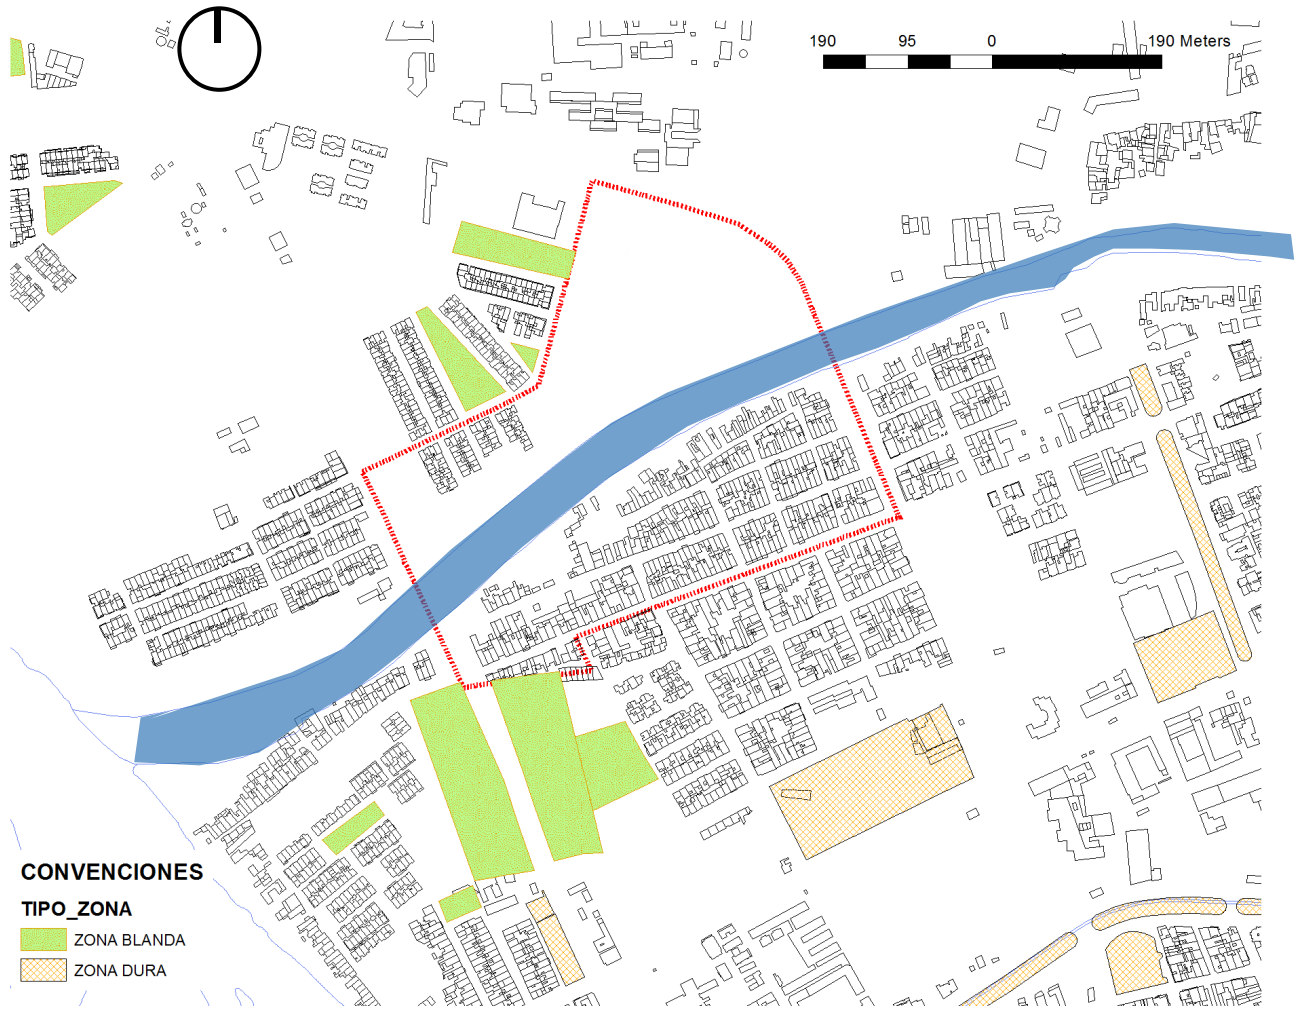 190 95 0 190 Meters
CONVENCIONES
TIPO_ZONA
ZONA BLANDA
ZONA DURA